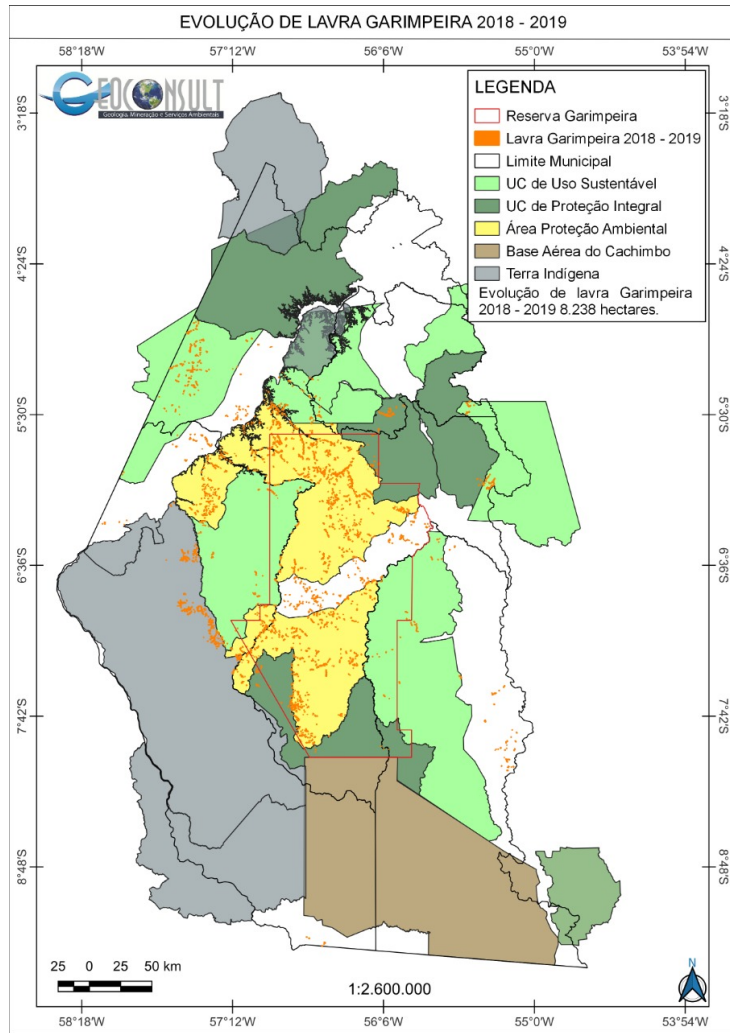 EVOLUÇÃO DE LAVRA GARIMPEIRA 2018 - 2019
58°18'W 57°12'W 56°6'W 55°0'W 53°54'W
GEOCONSULT
Geologia Mineração e Serviços Ambientais
LEGENDA
Reserva Garimpeira
Lavra Garimpeira 2018 - 2019
Limite Municipal
UC de Uso Sustentável
UC de Proteção Integral
Área Proteção Ambiental
Base Aérea do Cachimbo
Terra Indígena
Evolução de lavra Garimpeira
2018 - 2019 8.238 hectares.
3°18'S 3°18'S
4°24'S 4°24'S
5°30'S 5°30'S
6°36'S 6°36'S
7°42'S 7°42'S
8°48'S 8°48'S
25 0 25 50 km
1:2.600.000
N
58°18'W 57°12'W 56°6'W 55°0'W 53°54'W